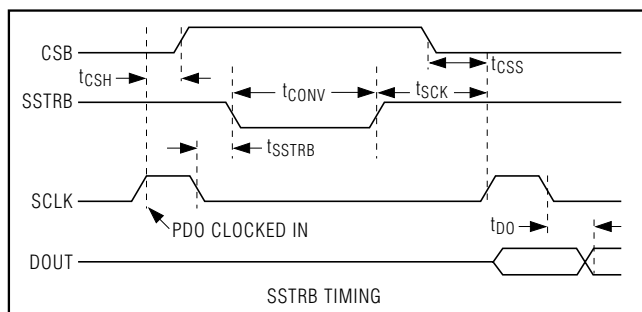 CSB
tCSS
tCSH
tCONV
tSCK
SSTRB
tSSTRB
SCLK
PDO CLOCKED IN
tDO
DOUT
SSTRB TIMING